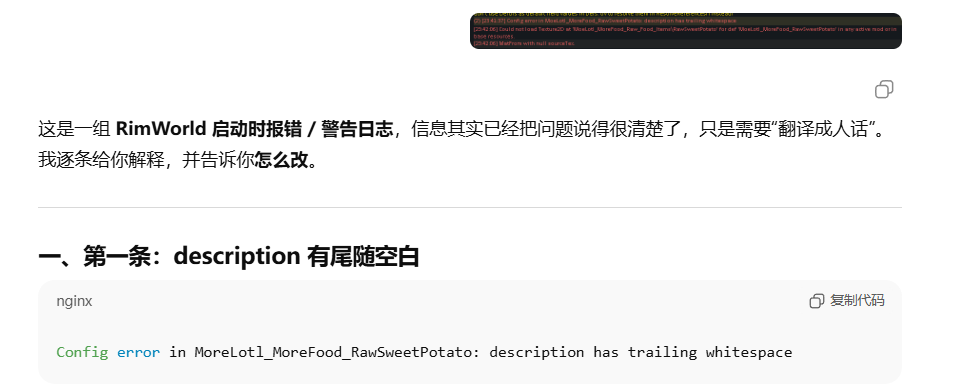 (2) [23:41:37] Config error in MoreLotl_MoreFood_RawSweetPotato: description has trailing whitespace
[23:42:06] Could not load Texture2D at 'MoreLotl_MoreFood_Raw_Food_Items\RawSweetPotato' for def 'MoreLotl_MoreFood_RawSweetPotato' in any active mod or in
base resources.
[23:42:06] MatFrom with null sourceTex.
这是一组 RimWorld 启动时报错 / 警告日志，信息其实已经把问题说得很清楚了，只是需要“翻译成人话”。
我逐条给你解释，并告诉你怎么改。
一、第一条：description 有尾随空白
nginx
复制代码
Config error in MoreLotl_MoreFood_RawSweetPotato: description has trailing whitespace